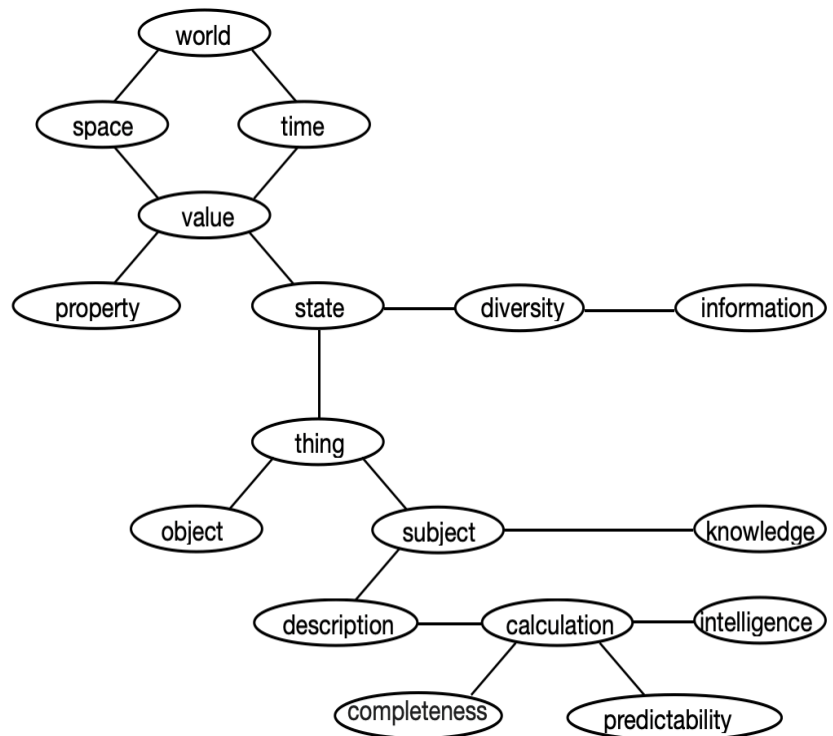 world
space
time
value
property
state
diversity
information
thing
object
subject
knowledge
description
calculation
intelligence
completeness
predictability